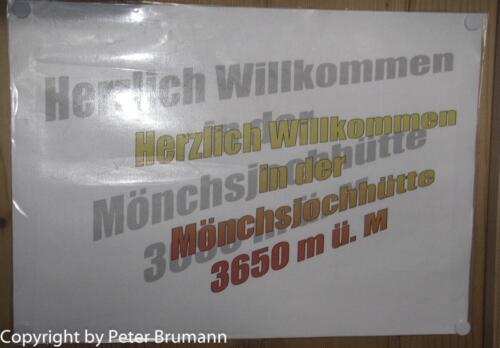 Herzlich Willkommen
in der
Mönchsjochhütte
3650 m ü. M
Copyright by Peter Brumann